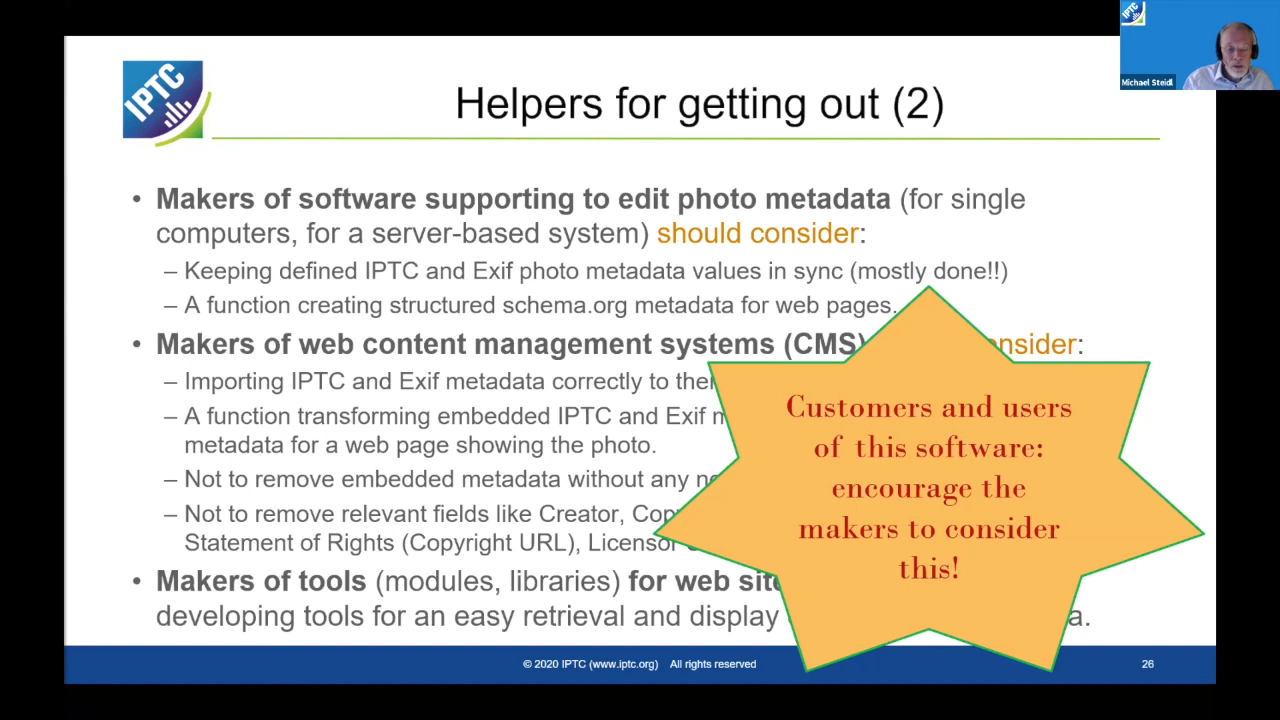 IPTC
Michael Steidl
IPTC
Helpers for getting out (2)
• Makers of software supporting to edit photo metadata (for single
computers, for a server-based system) should consider:
– Keeping defined IPTC and Exif photo metadata values in sync (mostly done!!)
– A function creating structured schema.org metadata for web pages.
• Makers of web content management systems (CMS) consider:
– Importing IPTC and Exif metadata correctly to
– A function transforming embedded IPTC and Exif
metadata for a web page showing the photo.
– Not to remove embedded metadata without any
– Not to remove relevant fields like Creator,
Statement of Rights (Copyright URL), Licensor
• Makers of tools (modules, libraries) for web
developing tools for an easy retrieval and display
Customers and users
of this software:
encourage the
makers to consider
this!
© 2020 IPTC (www.iptc.org) All rights reserved
26